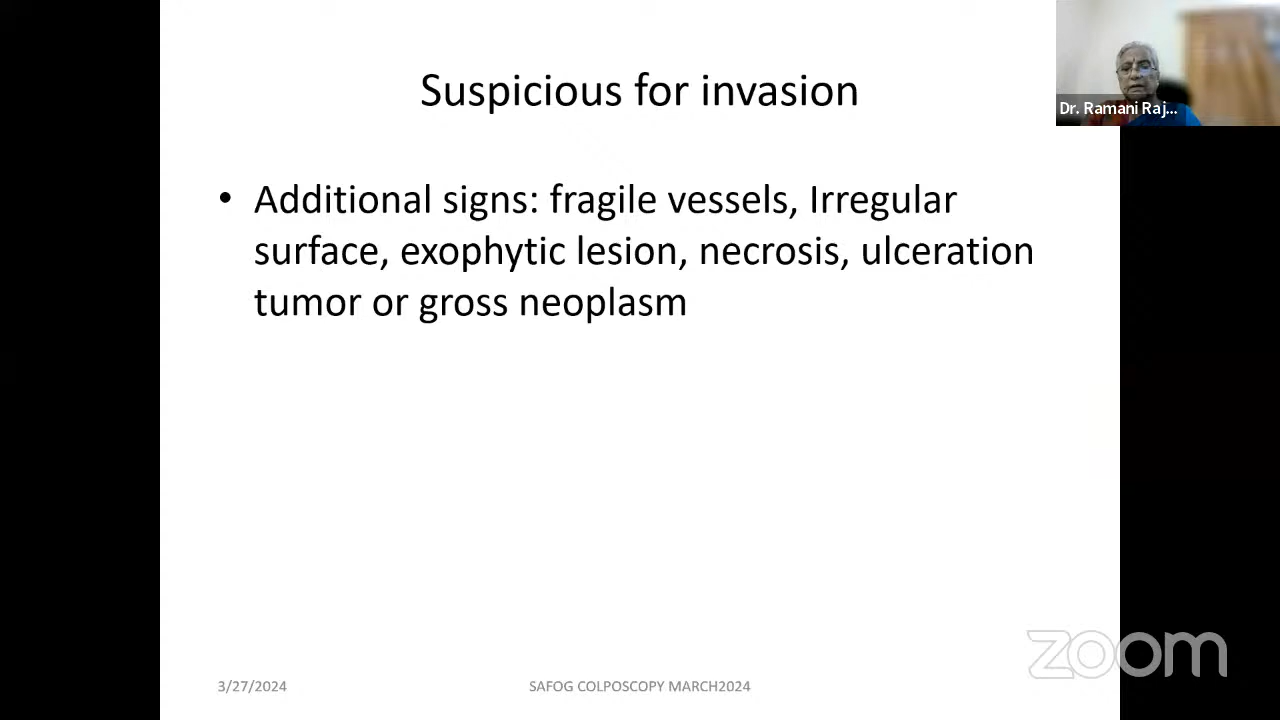 Suspicious for invasion
Dr. Ramani Raj...
• Additional signs: fragile vessels, Irregular
surface, exophytic lesion, necrosis, ulceration
tumor or gross neoplasm
zoom
3/27/2024
SAFOG COLPOSCOPY MARCH2024